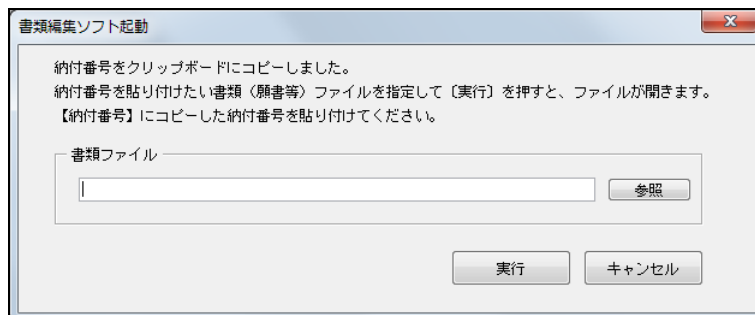 書類編集ソフト起動
納付番号をクリップボードにコピーしました。
納付番号を貼り付けたい書類（願書等）ファイルを指定して〔実行〕を押すと、ファイルが開きます。
【納付番号】にコピーした納付番号を貼り付けてください。
書類ファイル
参照
実行
キャンセル